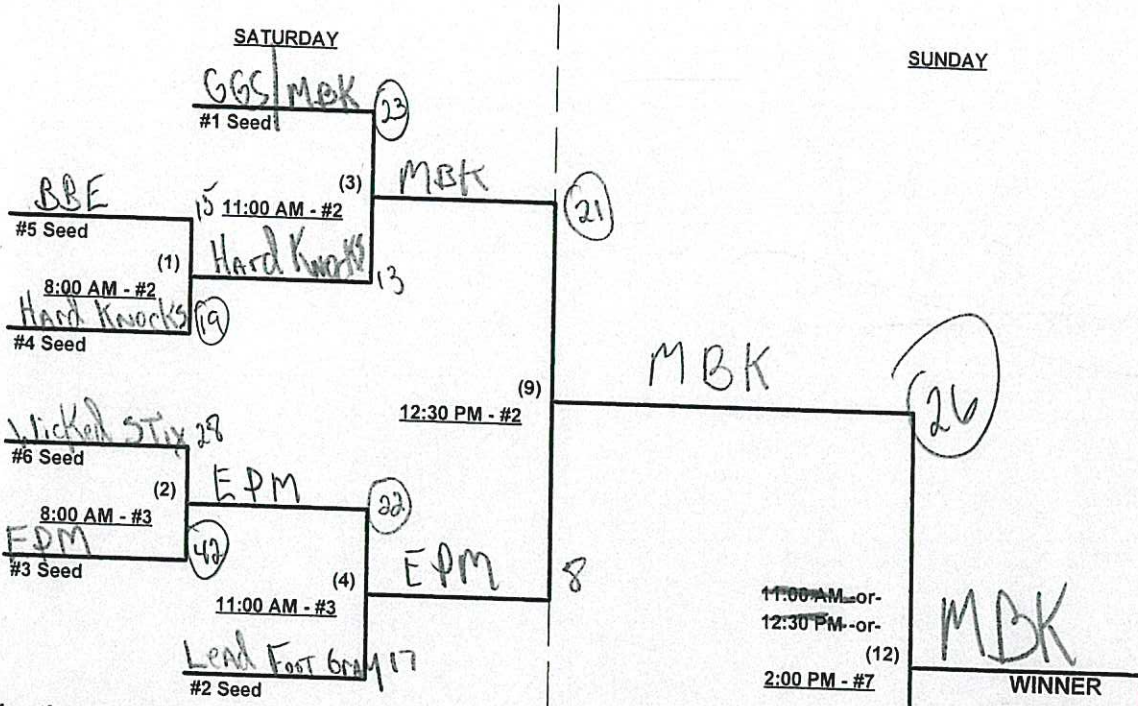 SATURDAY
SUNDAY
GGS/MBK 23
#1 Seed
(3) MBK
BBE 15 11:00 AM - #2 21
#5 Seed
(1) Hard Knocks 13
8:00 AM - #2
Hard Knocks 19
#4 Seed
MBK
(9) 26
12:30 PM - #2
Wicked STix 28
#6 Seed
(2) EPM 22
8:00 AM - #3
EPM 42
#3 Seed
(4) EPM 8
11:00 AM - #3
11:00 AM -or-
12:30 PM -or-
(12) MBK
Lead Foot Gray 17
#2 Seed
2:00 PM - #7 WINNER